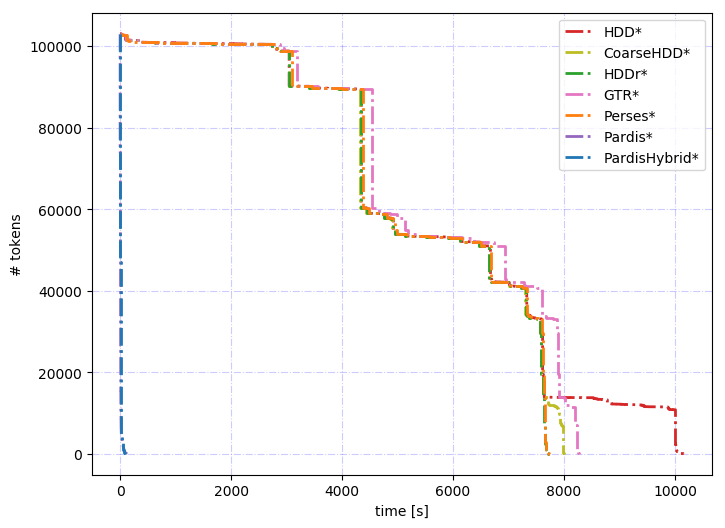 HDD*
CoarseHDD*
HDDr*
GTR*
Perses*
Pardis*
PardisHybrid*
100000
80000
60000
40000
20000
0
# tokens
0 2000 4000 6000 8000 10000
time [s]